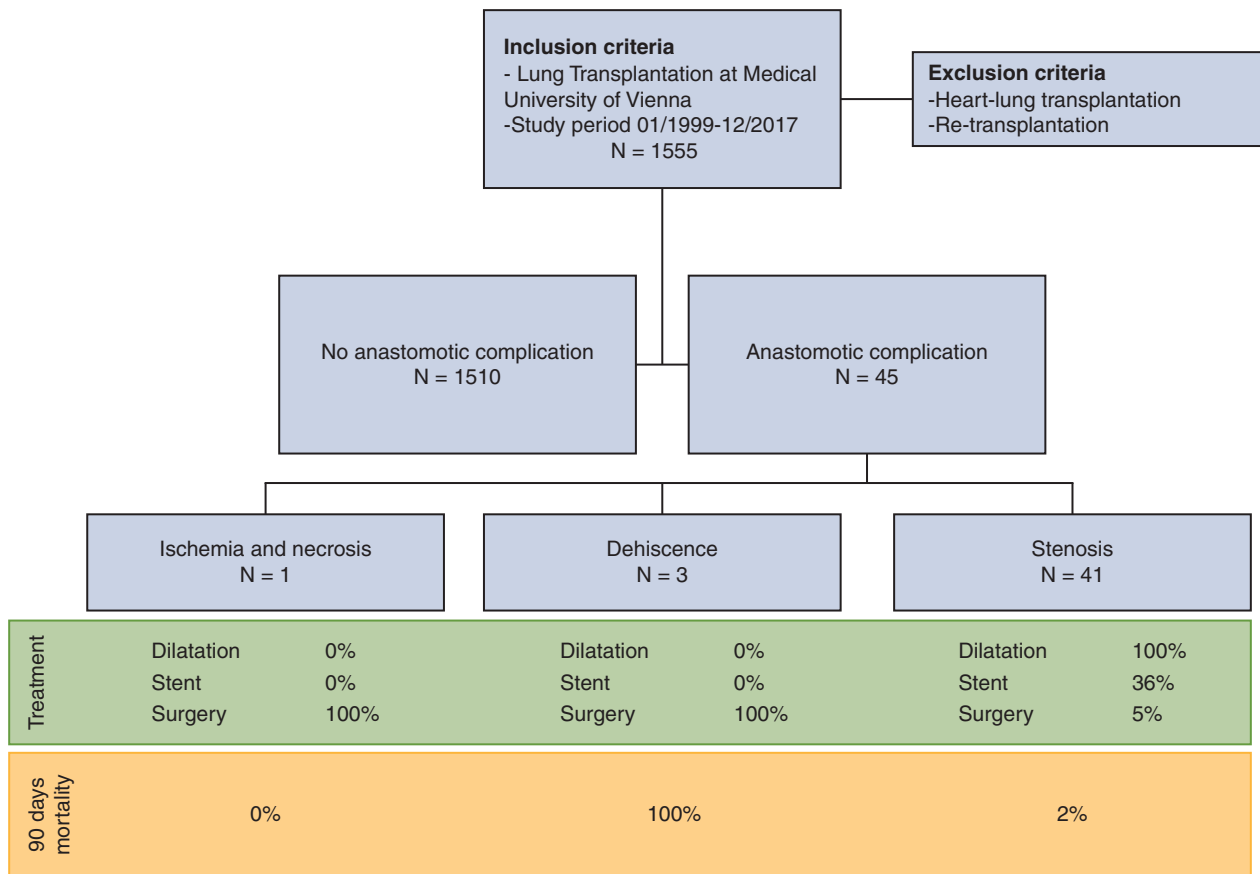 Inclusion criteria
- Lung Transplantation at Medical
University of Vienna
-Study period 01/1999-12/2017
N = 1555
Exclusion criteria
-Heart-lung transplantation
-Re-transplantation
No anastomotic complication
N = 1510
Anastomotic complication
N = 45
Ischemia and necrosis
N = 1
Dehiscence
N = 3
Stenosis
N = 41
Treatment
Dilatation 0%
Stent 0%
Surgery 100%
Dilatation 0%
Stent 0%
Surgery 100%
Dilatation 100%
Stent 36%
Surgery 5%
90 days
mortality
0%
100%
2%